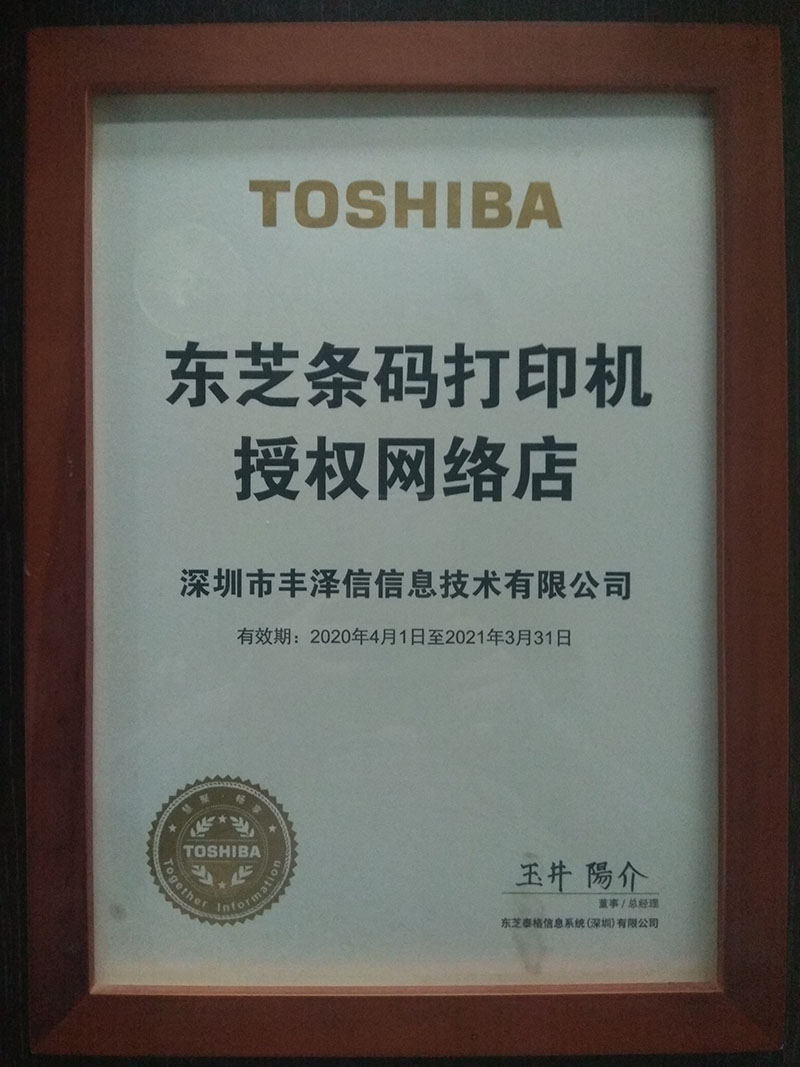 TOSHIBA
东芝条码打印机
授权网络店
深圳市丰泽信信息技术有限公司
有效期：2020年4月1日至2021年3月31日
慧聚·畅享
TOSHIBA
Together Information
玉井 陽介
董事/总经理
东芝泰格信息系统(深圳)有限公司